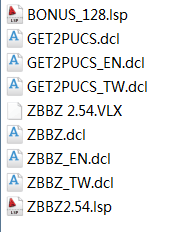 BONUS_128.lsp
GET2PUCS.dcl
GET2PUCS_EN.dcl
GET2PUCS_TW.dcl
ZBBZ 2.54.VLX
ZBBZ.dcl
ZBBZ_EN.dcl
ZBBZ_TW.dcl
ZBBZ2.54.lsp